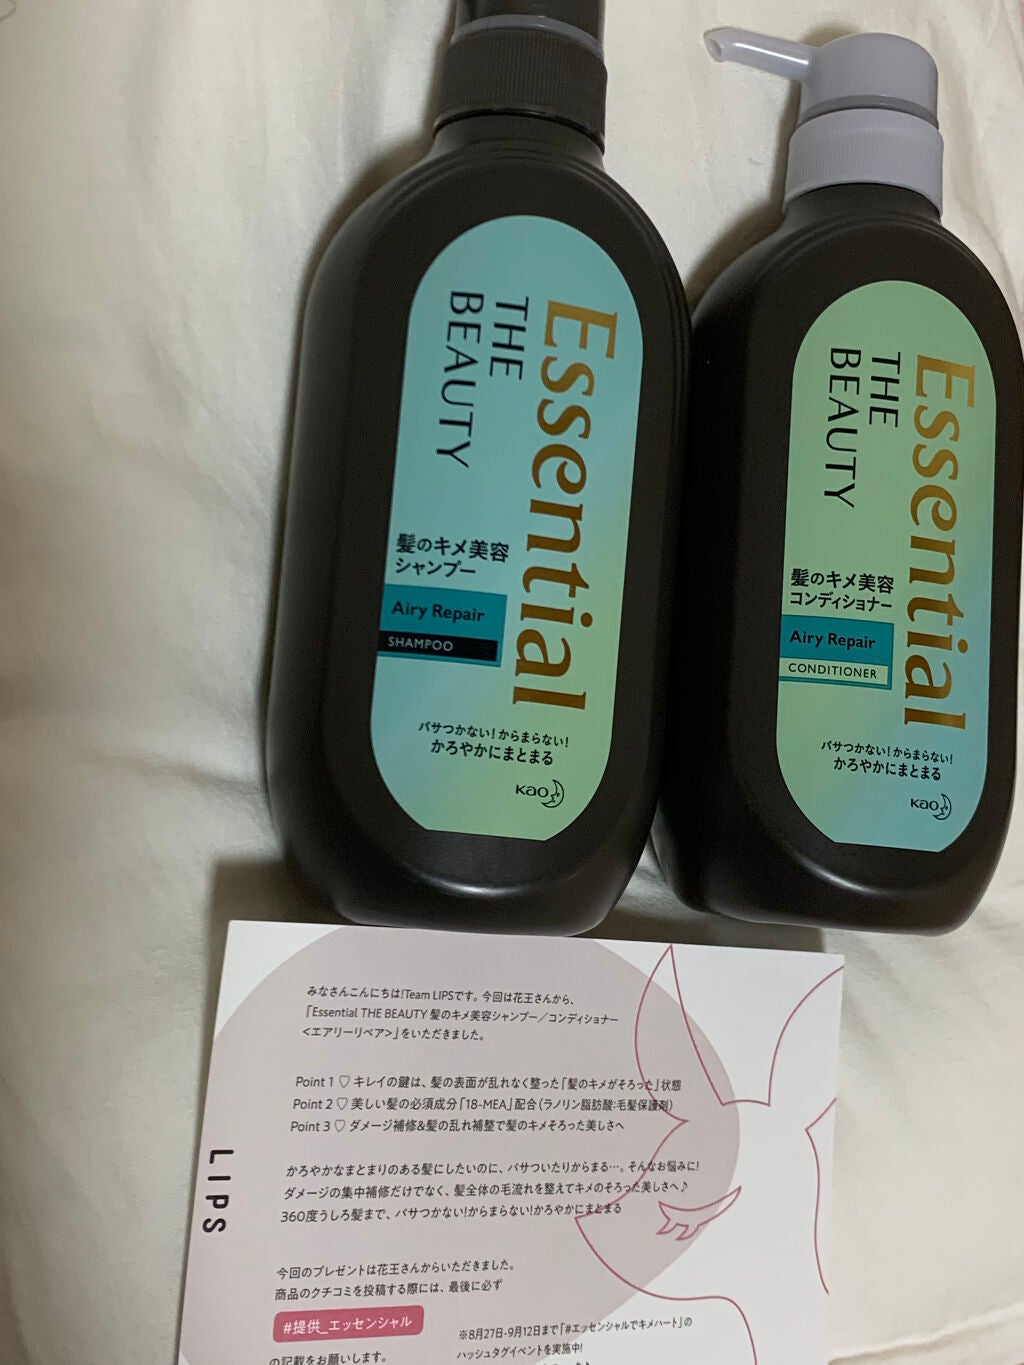 Essential
THE
BEAUTY
髪のキメ美容
シャンプー
Airy Repair
SHAMPOO
パサつかない!からまらない!
かろやかにまとまる
Kao
Essential
THE
BEAUTY
髪のキメ美容
コンディショナー
Airy Repair
CONDITIONER
パサつかない!からまらない!
かろやかにまとまる
Kao
LIPS
みなさんこんにちは!Team LIPSです。今回は花王さんから、
「Essential THE BEAUTY 髪のキメ美容シャンプー/コンディショナー
<エアリーリペア>」をいただきました。
Point 1 ♡ キレイの鍵は、髪の表面が乱れなく整った「髪のキメがそろった」状態
Point 2 ♡ 美しい髪の必須成分「18-MEA」配合(ラノリン脂肪酸:毛髪保護剤)
Point 3 ♡ ダメージ補修&髪の乱れ補整で髪のキメそろった美しさへ
かろやかなまとまりのある髪にしたいのに、パサついたりからまる…。そんなお悩みに!
ダメージの集中補修だけでなく、髪全体の毛流れを整えてキメのそろった美しさへ♪
360度うしろ髪まで、パサつかない!からまらない!かろやかにまとまる
今回のプレゼントは花王さんからいただきました。
商品のクチコミを投稿する際には、最後に必ず
#提供_エッセンシャル
の記載をお願いします。
※8月27日-9月12日まで「#エッセンシャルでキメハート」の
ハッシュタグイベントを実施中!